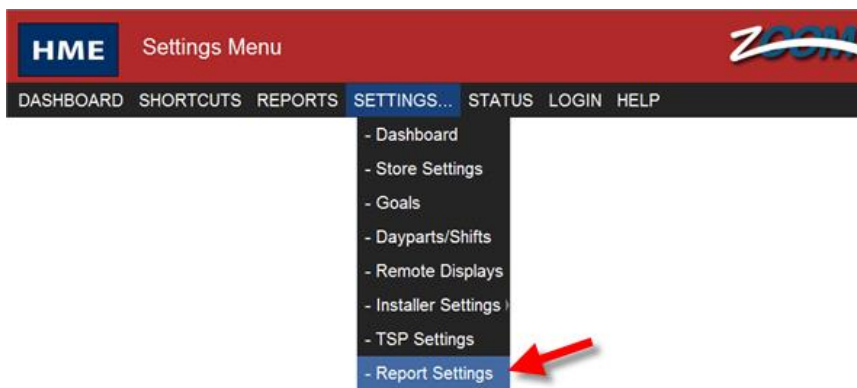 HME Settings Menu ZOOM
DASHBOARD SHORTCUTS REPORTS SETTINGS... STATUS LOGIN HELP
- Dashboard
- Store Settings
- Goals
- Dayparts/Shifts
- Remote Displays
- Installer Settings
- TSP Settings
- Report Settings